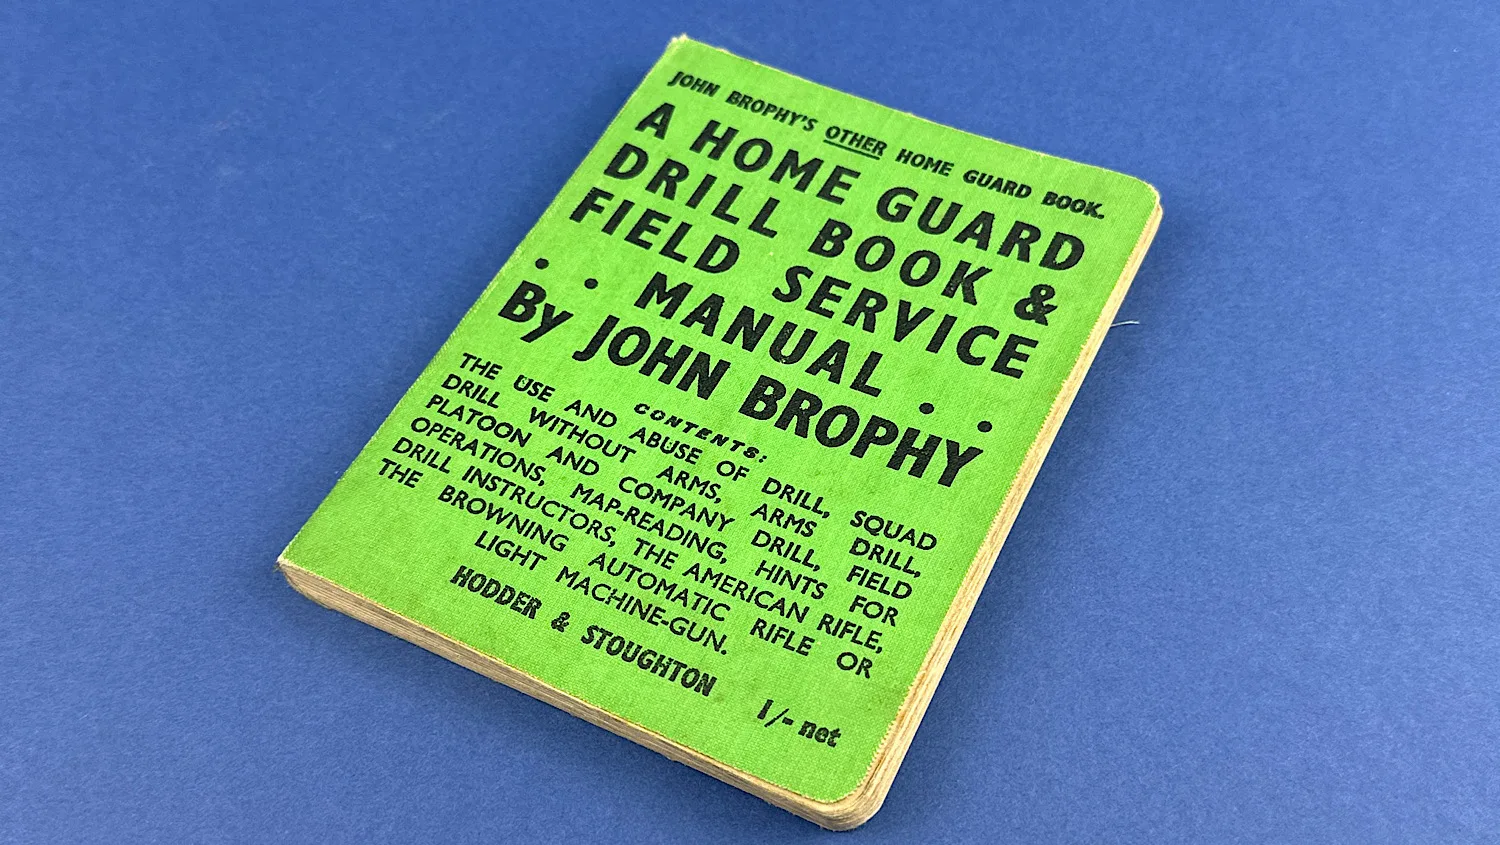 JOHN BROPHY'S OTHER HOME GUARD BOOK.
A HOME GUARD
DRILL BOOK &
FIELD SERVICE
. . MANUAL . .
By JOHN BROPHY
CONTENTS:
THE USE AND ABUSE OF DRILL, SQUAD
DRILL WITHOUT ARMS, ARMS DRILL,
PLATOON AND COMPANY DRILL, FIELD
OPERATIONS, MAP-READING, HINTS FOR
DRILL INSTRUCTORS, THE AMERICAN RIFLE,
THE BROWNING AUTOMATIC RIFLE OR
LIGHT MACHINE-GUN.
HODDER & STOUGHTON 1/- net